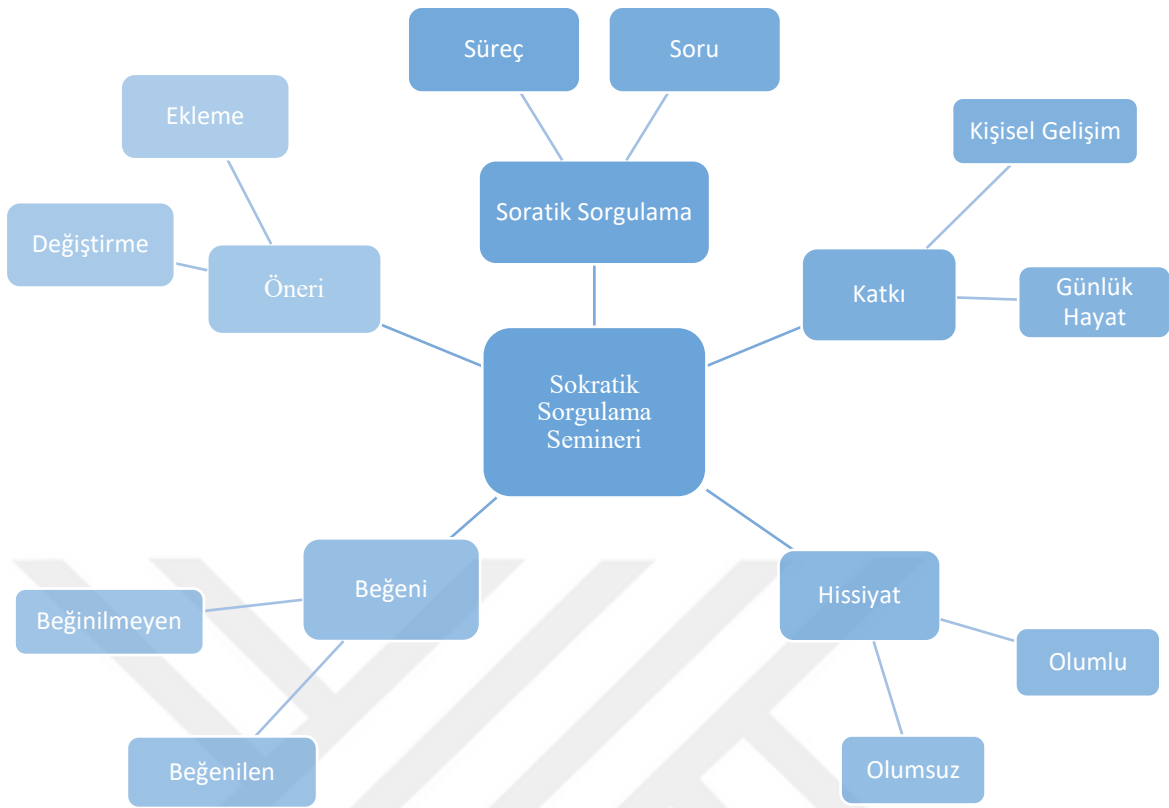 Süreç
Soru
Ekleme
Kişisel Gelişim
Soratik Sorgulama
Değiştirme
Öneri
Katkı
Günlük
Hayat
Sokratik
Sorgulama
Semineri
Beğeni
Hissiyat
Beğinilmeyen
Olumlu
Beğenilen
Olumsuz